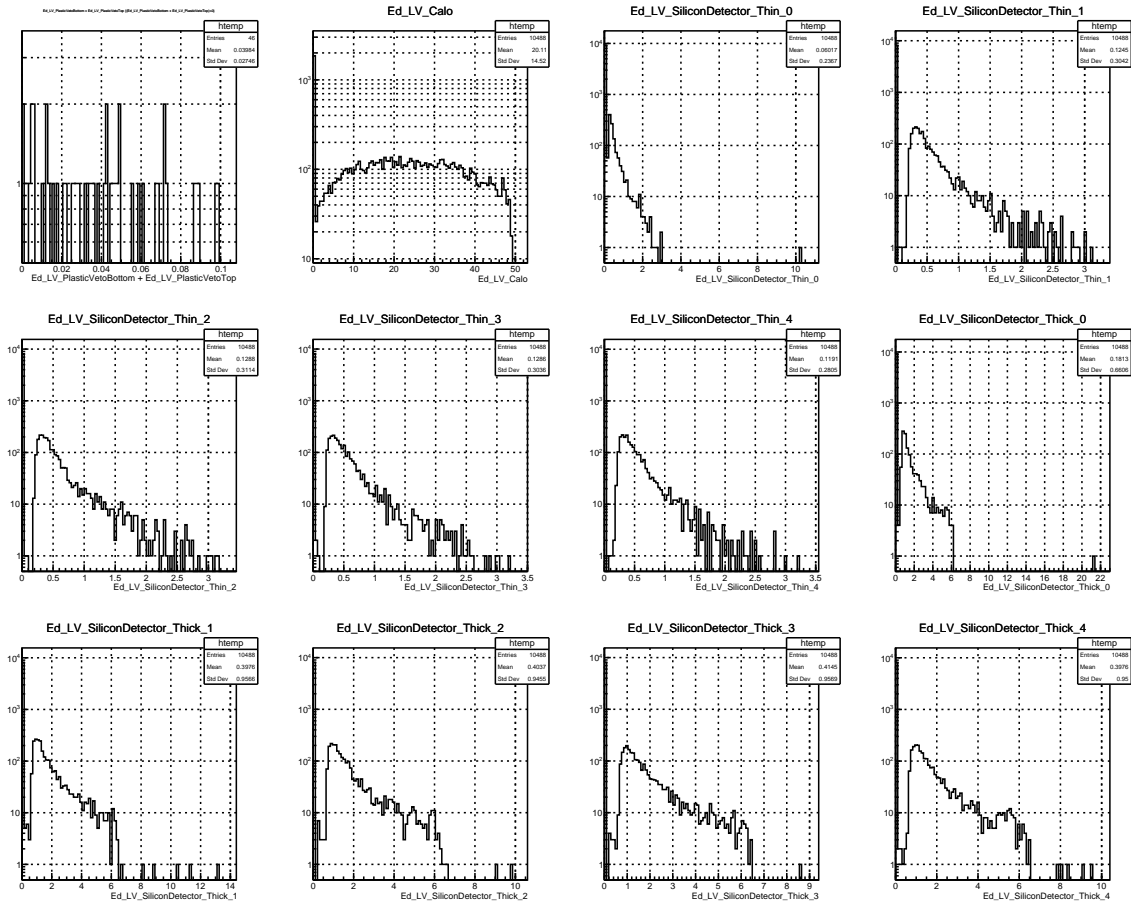 Ed_LV_PlasticVetoBottom + Ed_LV_PlasticVetoTop
htemp
Entries 46
Mean 0.03984
Std Dev 0.02746
1
0 0.02 0.04 0.06 0.08 0.1
Ed_LV_PlasticVetoBottom + Ed_LV_PlasticVetoTop
Ed_LV_Calo
htemp
Entries 10488
Mean 20.11
Std Dev 14.52
10³
10²
10
0 10 20 30 40 50
Ed_LV_Calo
Ed_LV_SiliconDetector_Thin_0
htemp
Entries 10488
Mean 0.06017
Std Dev 0.2367
10⁴
10³
10²
10
1
0 2 4 6 8 10
Ed_LV_SiliconDetector_Thin_0
Ed_LV_SiliconDetector_Thin_1
htemp
Entries 10488
Mean 0.1245
Std Dev 0.3042
10⁴
10³
10²
10
1
0 0.5 1 1.5 2 2.5 3
Ed_LV_SiliconDetector_Thin_1
Ed_LV_SiliconDetector_Thin_2
htemp
Entries 10488
Mean 0.1288
Std Dev 0.3114
10⁴
10³
10²
10
1
0 0.5 1 1.5 2 2.5 3
Ed_LV_SiliconDetector_Thin_2
Ed_LV_SiliconDetector_Thin_3
htemp
Entries 10488
Mean 0.1286
Std Dev 0.3036
10⁴
10³
10²
10
1
0 0.5 1 1.5 2 2.5 3 3.5
Ed_LV_SiliconDetector_Thin_3
Ed_LV_SiliconDetector_Thin_4
htemp
Entries 10488
Mean 0.1191
Std Dev 0.2805
10⁴
10³
10²
10
1
0 0.5 1 1.5 2 2.5 3 3.5
Ed_LV_SiliconDetector_Thin_4
Ed_LV_SiliconDetector_Thick_0
htemp
Entries 10488
Mean 0.1813
Std Dev 0.6606
10⁴
10³
10²
10
1
0 2 4 6 8 10 12 14 16 18 20 22
Ed_LV_SiliconDetector_Thick_0
Ed_LV_SiliconDetector_Thick_1
htemp
Entries 10488
Mean 0.3976
Std Dev 0.9566
10⁴
10³
10²
10
1
0 2 4 6 8 10 12 14
Ed_LV_SiliconDetector_Thick_1
Ed_LV_SiliconDetector_Thick_2
htemp
Entries 10488
Mean 0.4037
Std Dev 0.9455
10⁴
10³
10²
10
1
0 2 4 6 8 10
Ed_LV_SiliconDetector_Thick_2
Ed_LV_SiliconDetector_Thick_3
htemp
Entries 10488
Mean 0.4145
Std Dev 0.9569
10⁴
10³
10²
10
1
0 1 2 3 4 5 6 7 8 9
Ed_LV_SiliconDetector_Thick_3
Ed_LV_SiliconDetector_Thick_4
htemp
Entries 10488
Mean 0.3976
Std Dev 0.95
10⁴
10³
10²
10
1
0 2 4 6 8 10
Ed_LV_SiliconDetector_Thick_4